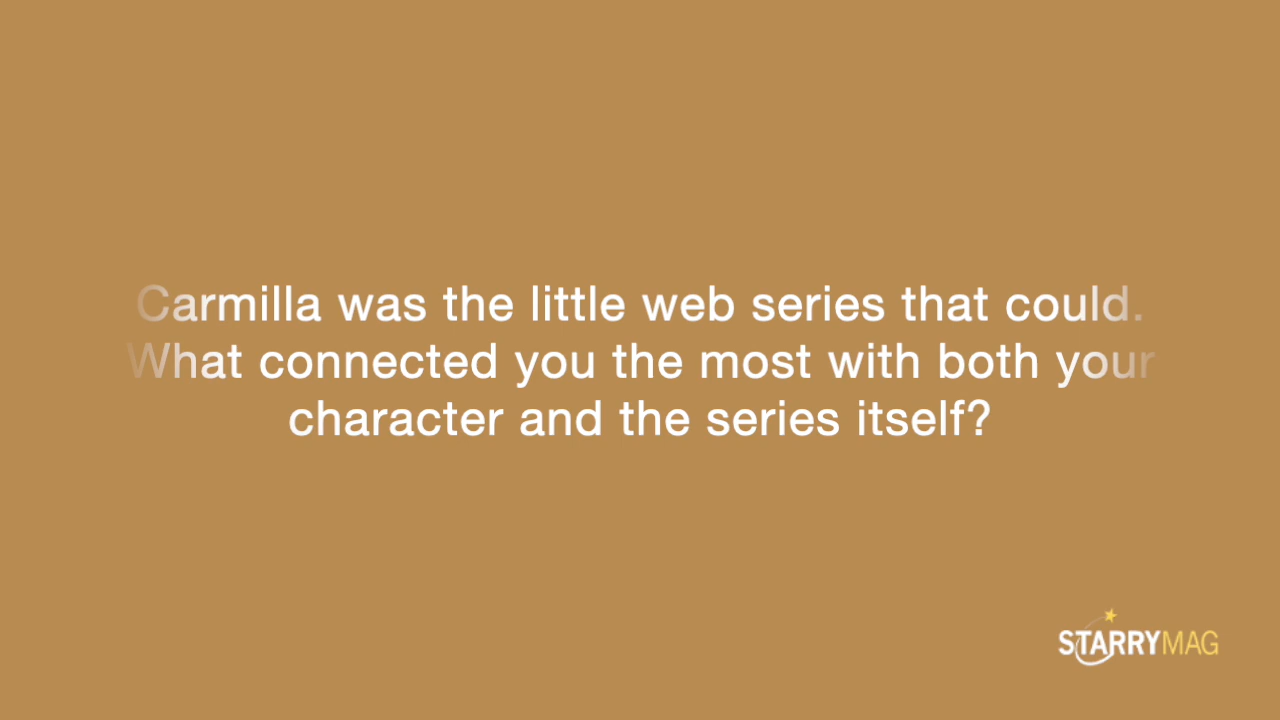 Carmilla was the little web series that could.
What connected you the most with both your
character and the series itself?
STARRYMAG